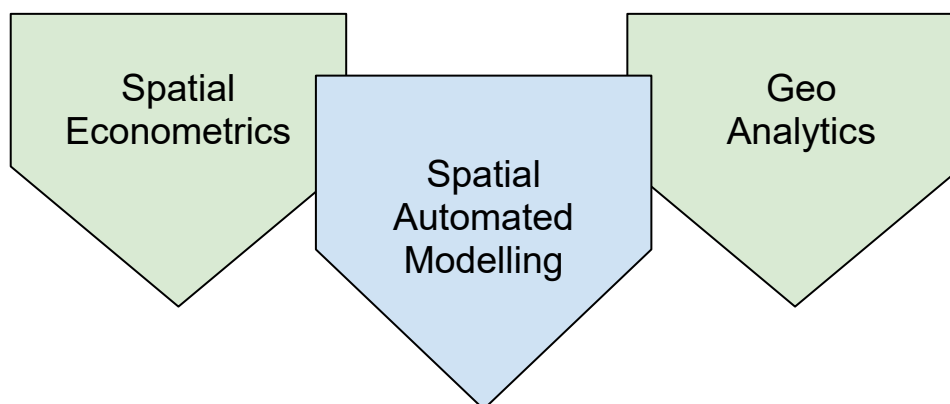 Spatial
Econometrics
Spatial
Automated
Modelling
Geo
Analytics